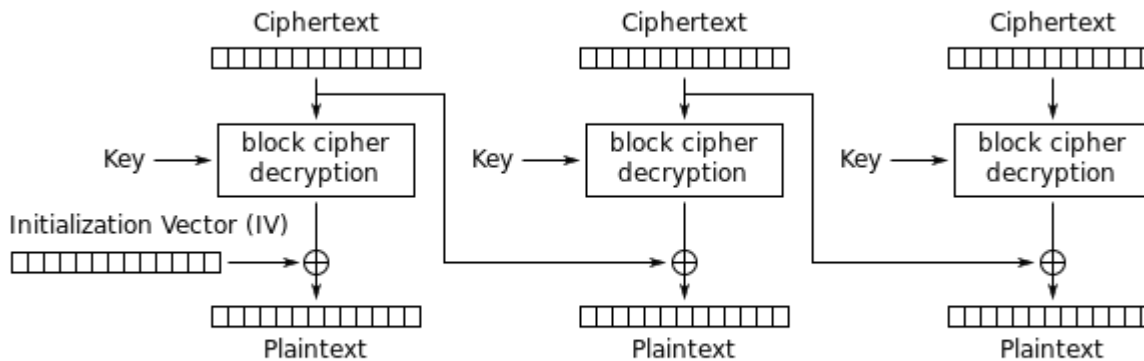 Ciphertext Ciphertext Ciphertext
block cipher block cipher block cipher
Key Key Key
decryption decryption decryption
Initialization Vector (IV)
Plaintext Plaintext Plaintext